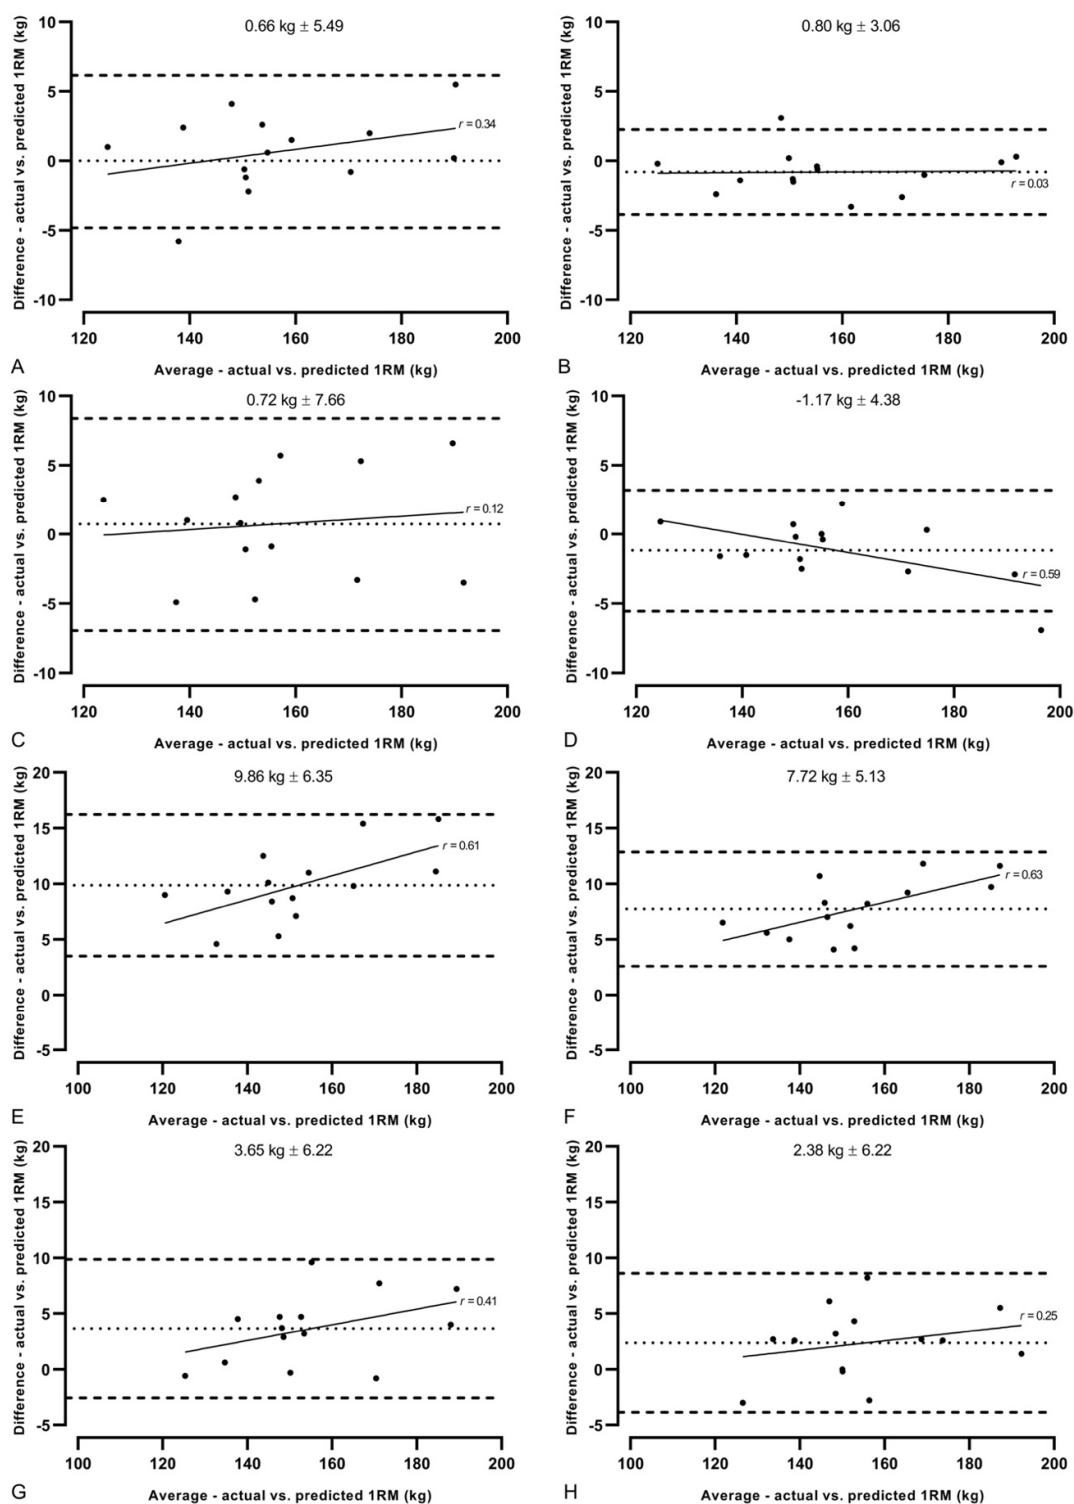 0.66 kg ± 5.49
Difference - actual vs. predicted 1RM (kg)
10
5
0
-5
-10
r = 0.34
120 140 160 180 200
Average - actual vs. predicted 1RM (kg)
A
0.80 kg ± 3.06
Difference - actual vs. predicted 1RM (kg)
10
5
0
-5
-10
r = 0.03
120 140 160 180 200
Average - actual vs. predicted 1RM (kg)
B
0.72 kg ± 7.66
Difference - actual vs. predicted 1RM (kg)
10
5
0
-5
-10
r = 0.12
120 140 160 180 200
Average - actual vs. predicted 1RM (kg)
C
-1.17 kg ± 4.38
Difference - actual vs. predicted 1RM (kg)
10
5
0
-5
-10
r = 0.59
120 140 160 180 200
Average - actual vs. predicted 1RM (kg)
D
9.86 kg ± 6.35
Difference - actual vs. predicted 1RM (kg)
20
15
10
5
0
-5
r = 0.61
100 120 140 160 180 200
Average - actual vs. predicted 1RM (kg)
E
7.72 kg ± 5.13
Difference - actual vs. predicted 1RM (kg)
20
15
10
5
0
-5
r = 0.63
100 120 140 160 180 200
Average - actual vs. predicted 1RM (kg)
F
3.65 kg ± 6.22
Difference - actual vs. predicted 1RM (kg)
20
15
10
5
0
-5
r = 0.41
100 120 140 160 180 200
Average - actual vs. predicted 1RM (kg)
G
2.38 kg ± 6.22
Difference - actual vs. predicted 1RM (kg)
20
15
10
5
0
-5
r = 0.25
100 120 140 160 180 200
Average - actual vs. predicted 1RM (kg)
H